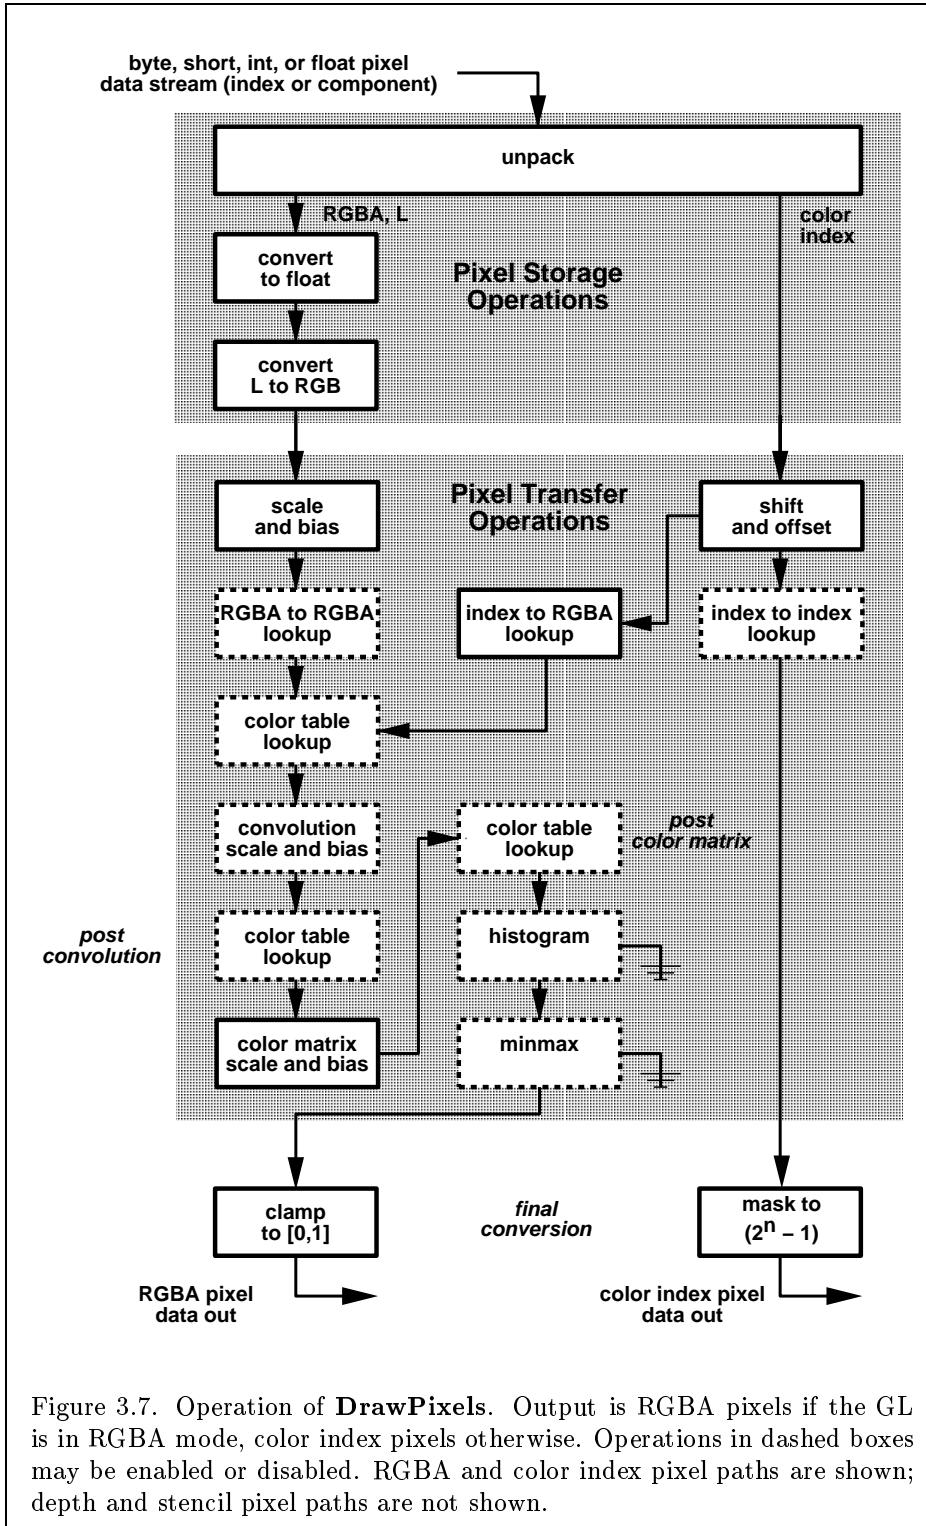 byte, short, int, or float pixel
data stream (index or component)
unpack
RGBA, L
color
index
convert
to float
Pixel Storage
Operations
convert
L to RGB
scale
and bias
Pixel Transfer
Operations
shift
and offset
RGBA to RGBA
lookup
index to RGBA
lookup
index to index
lookup
color table
lookup
convolution
scale and bias
color table
lookup
post
color matrix
post
convolution
color table
lookup
histogram
color matrix
scale and bias
minmax
clamp
to [0,1]
final
conversion
mask to
(2^n − 1)
RGBA pixel
data out
color index pixel
data out
Figure 3.7. Operation of DrawPixels. Output is RGBA pixels if the GL
is in RGBA mode, color index pixels otherwise. Operations in dashed boxes
may be enabled or disabled. RGBA and color index pixel paths are shown;
depth and stencil pixel paths are not shown.